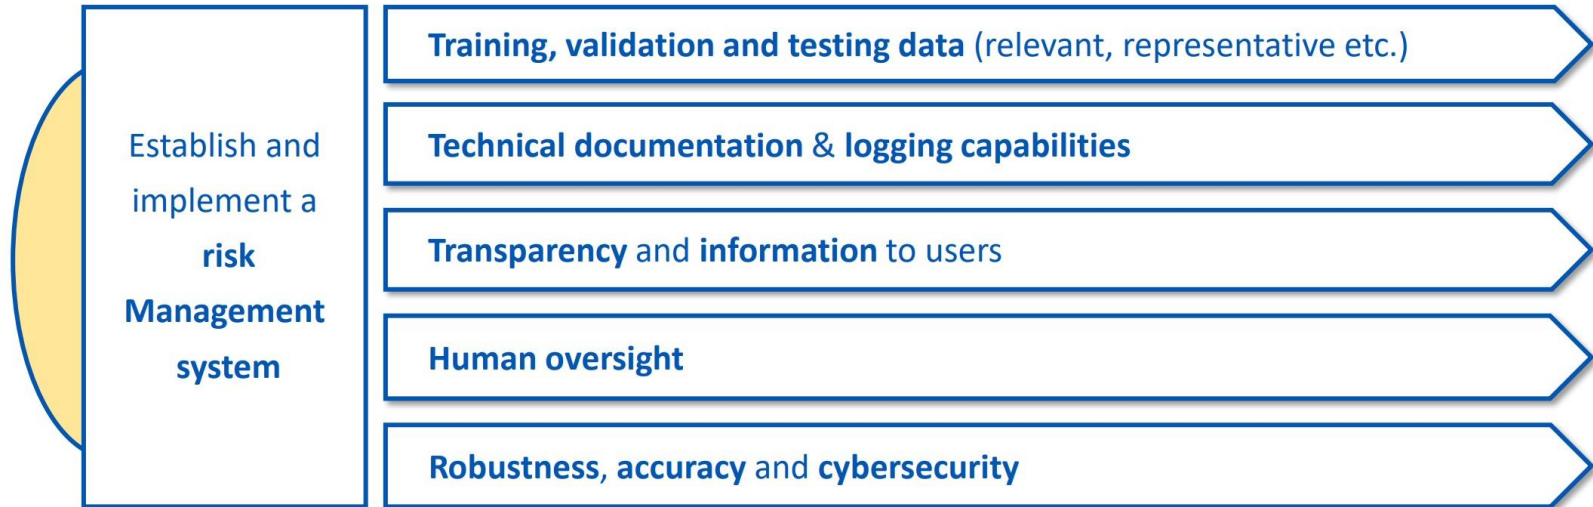 Establish and
implement a
risk
Management
system
Training, validation and testing data (relevant, representative etc.)
Technical documentation & logging capabilities
Transparency and information to users
Human oversight
Robustness, accuracy and cybersecurity